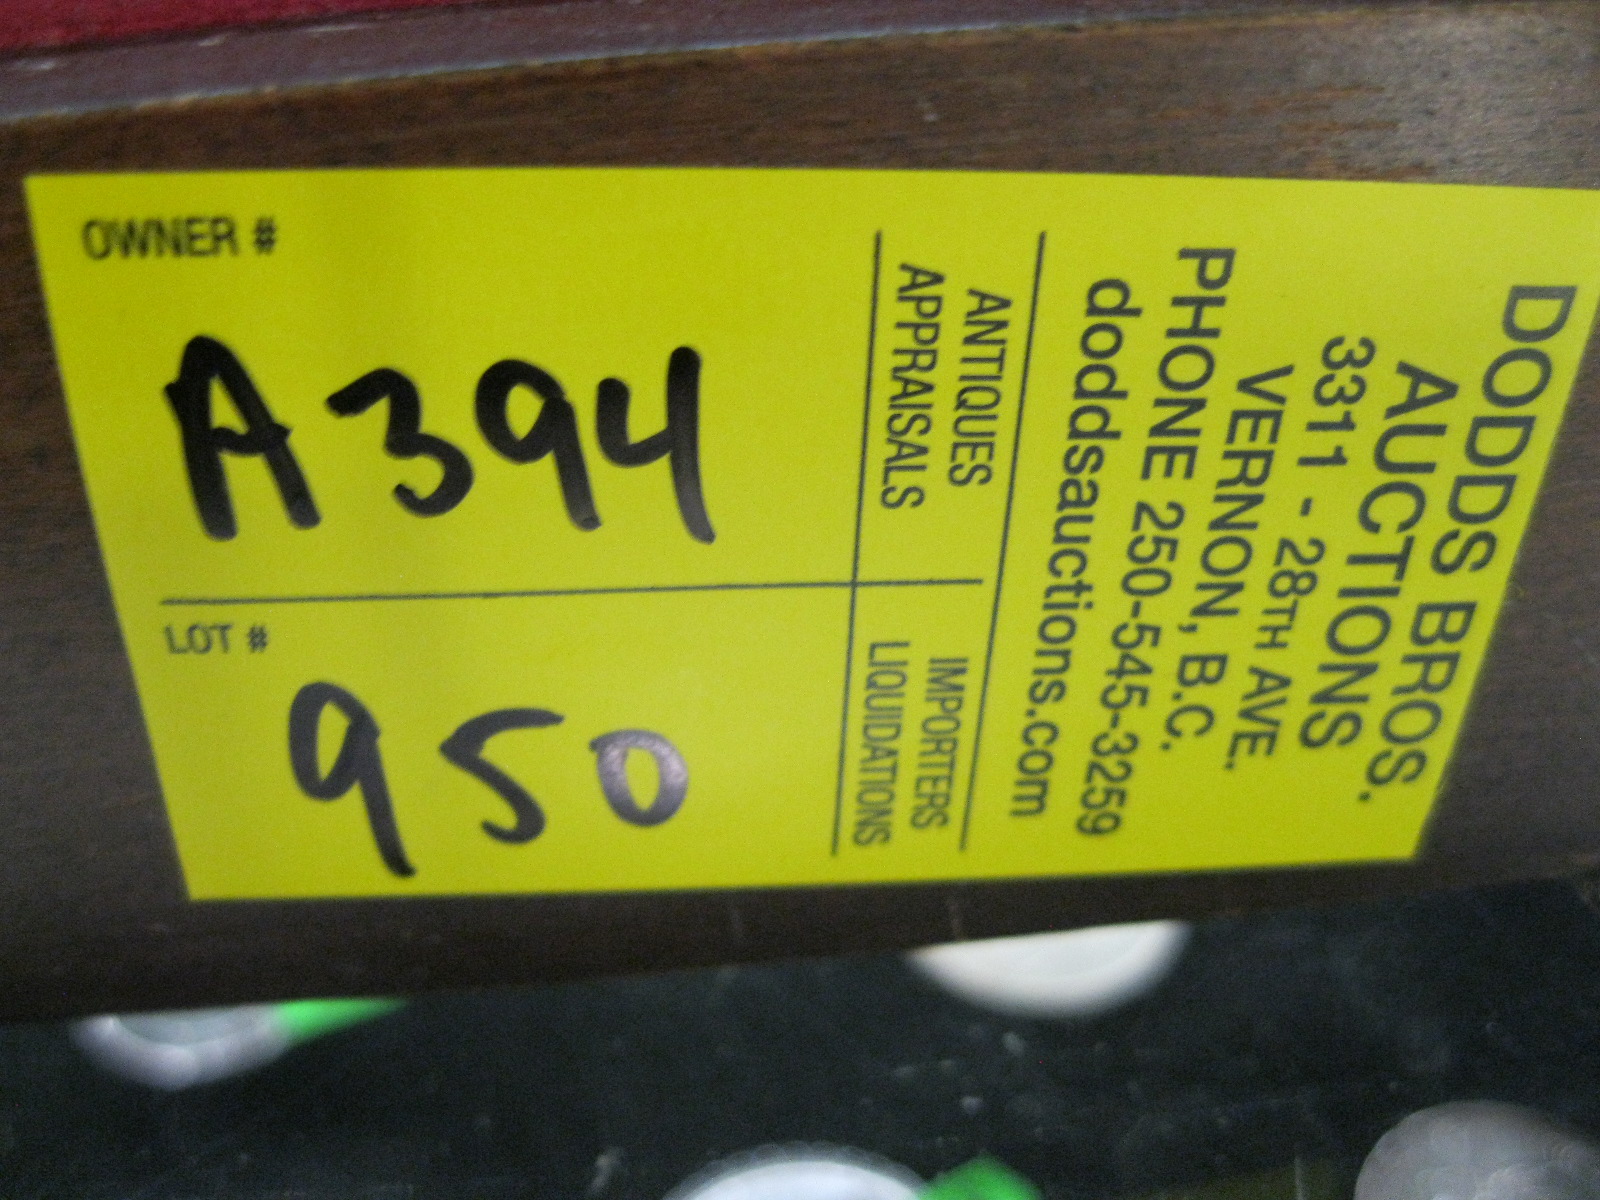 OWNER #
A394
LOT #
950
ANTIQUES
APPRAISALS
IMPORTERS
LIQUIDATIONS
DODDS BROS.
AUCTIONS
3311 - 28TH AVE.
VERNON, B.C.
PHONE 250-545-3259
doddsauctions.com